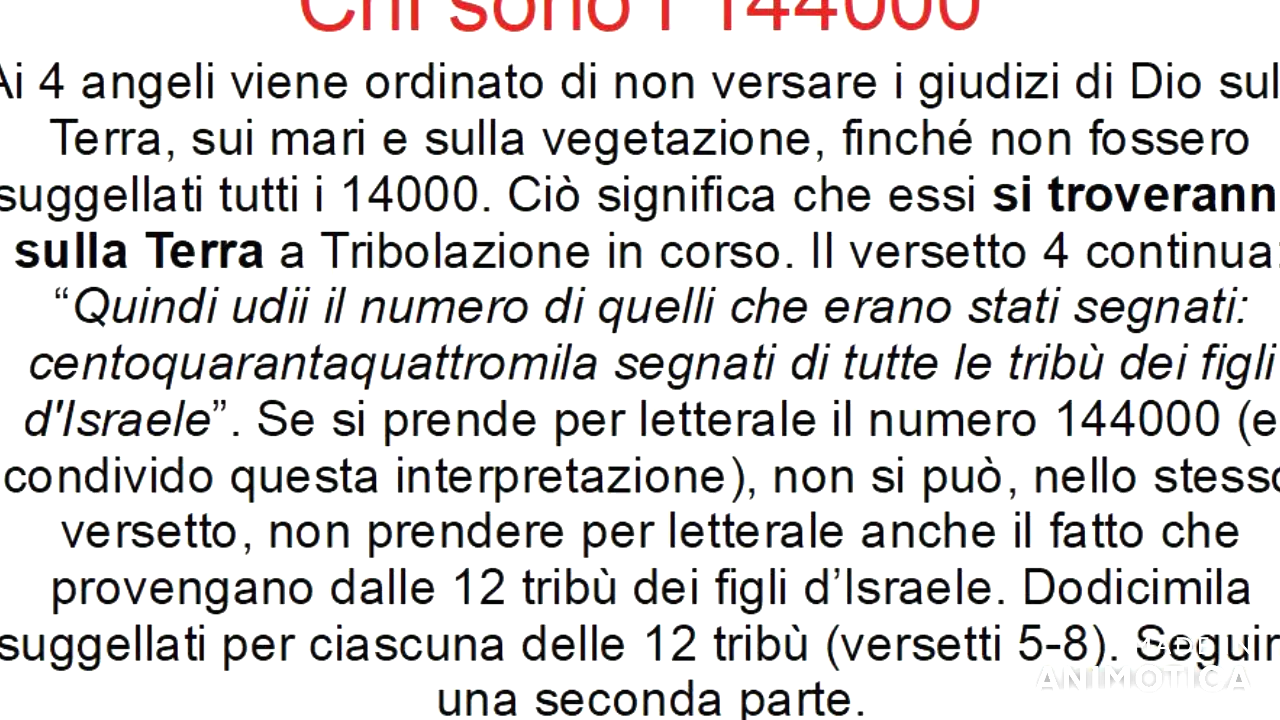 Chi sono i 144000
Ai 4 angeli viene ordinato di non versare i giudizi di Dio sul
Terra, sui mari e sulla vegetazione, finché non fossero
suggellati tutti i 14000. Ciò significa che essi si troverann
sulla Terra a Tribolazione in corso. Il versetto 4 continua:
“Quindi udii il numero di quelli che erano stati segnati:
centoquarantaquattromila segnati di tutte le tribù dei figli
d'Israele”. Se si prende per letterale il numero 144000 (e
condivido questa interpretazione), non si può, nello stesso
versetto, non prendere per letterale anche il fatto che
provengano dalle 12 tribù dei figli d’Israele. Dodicimila
suggellati per ciascuna delle 12 tribù (versetti 5-8). Seguir
una seconda parte.
MADE IN
ANIMOTICA